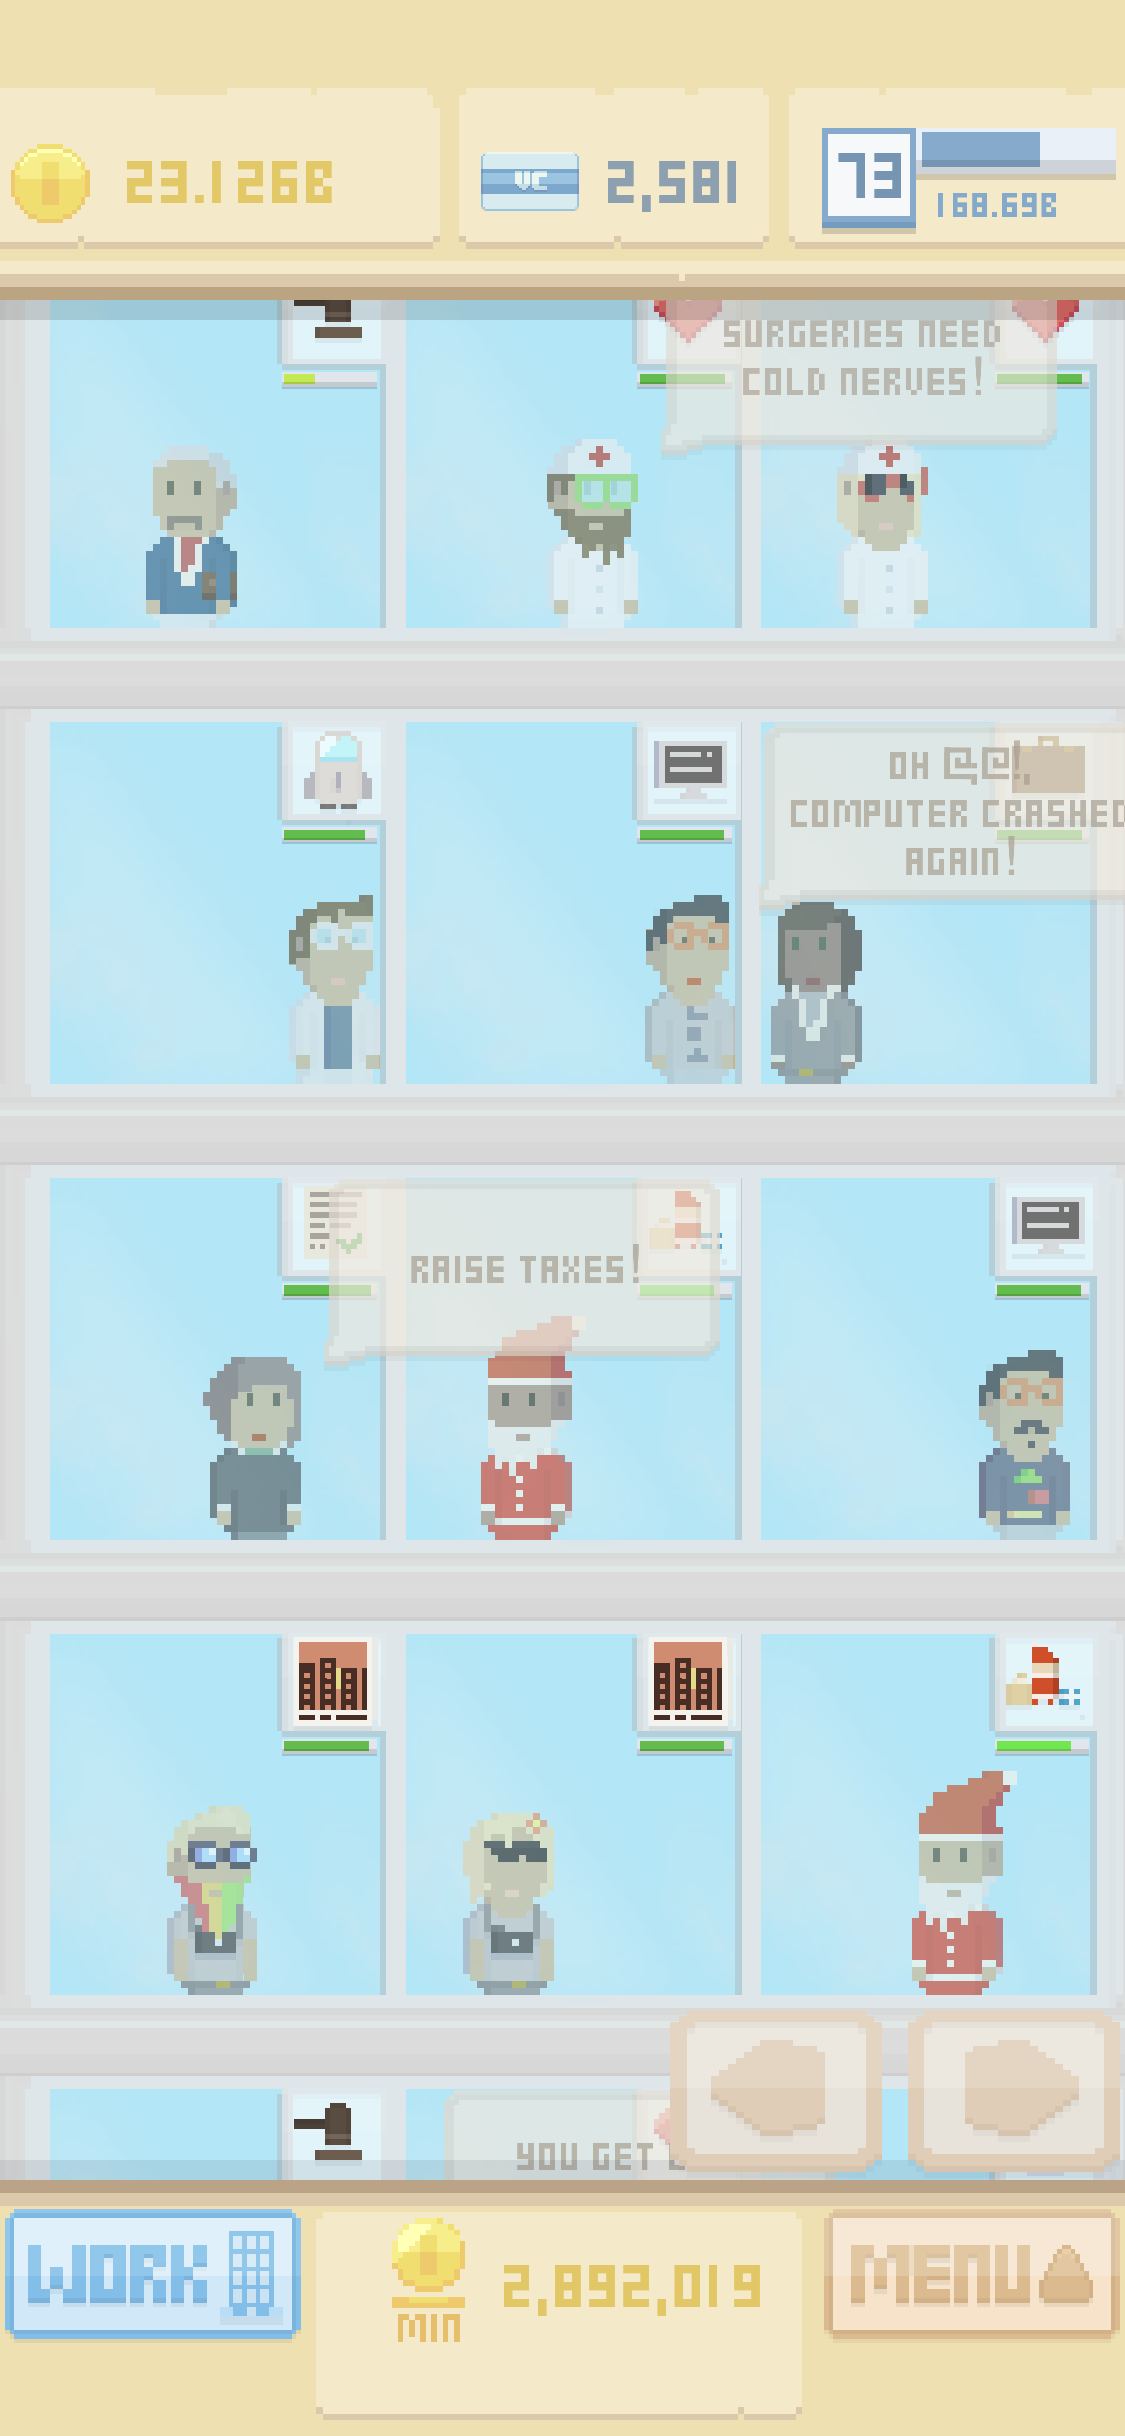 23.126B
VC
2,581
73
168.69B
SURGERIES NEED
COLD NERVES!
OH @@!,
COMPUTER CRASHED
AGAIN!
RAISE TAXES!
YOU GET
WORK
MIN
2,892,019
MENU